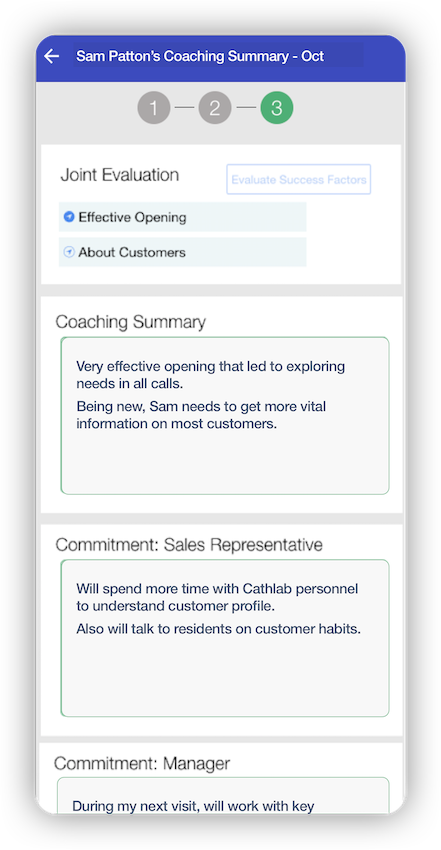 Sam Patton's Coaching Summary - Oct
1 2 3
Joint Evaluation
Evaluate Success Factors
Effective Opening
About Customers
Coaching Summary
Very effective opening that led to exploring
needs in all calls.
Being new, Sam needs to get more vital
information on most customers.
Commitment: Sales Representative
Will spend more time with Cathlab personnel
to understand customer profile.
Also will talk to residents on customer habits.
Commitment: Manager
During my next visit, will work with key